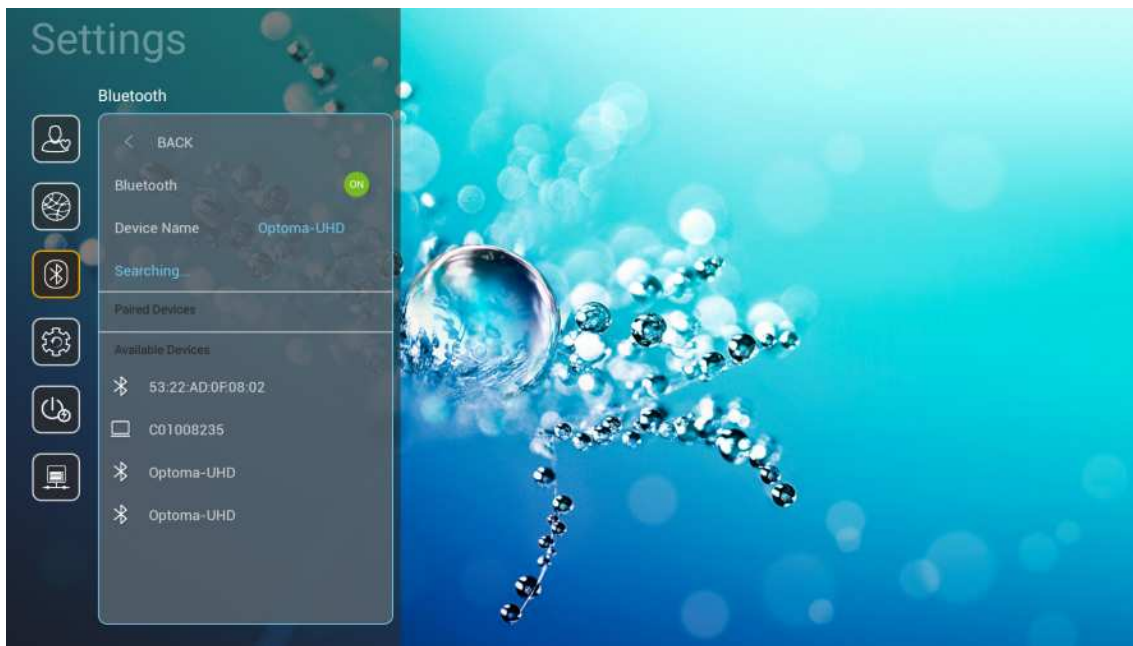 Settings
Bluetooth
BACK
Bluetooth ON
Device Name Optoma-UHD
Searching...
Paired Devices
Available Devices
53:22:AD:0F:08:02
C01008235
Optoma-UHD
Optoma-UHD